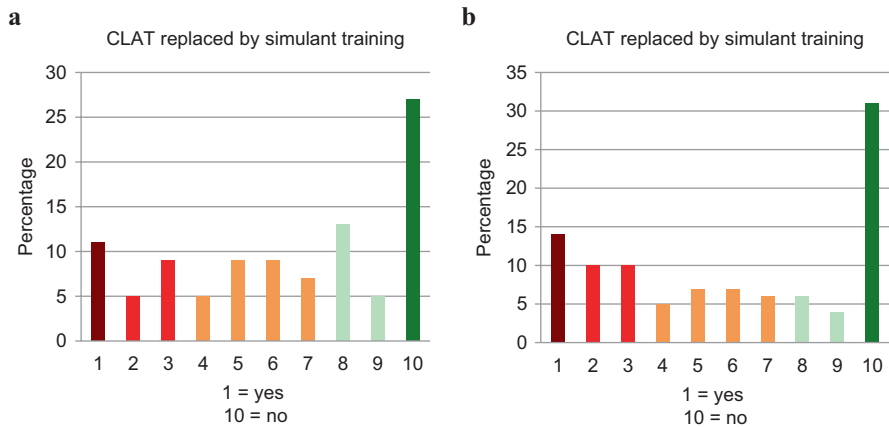 a
CLAT replaced by simulant training
Percentage
30
25
20
15
10
5
0
1 2 3 4 5 6 7 8 9 10
1 = yes
10 = no
b
CLAT replaced by simulant training
Percentage
35
30
25
20
15
10
5
0
1 2 3 4 5 6 7 8 9 10
1 = yes
10 = no